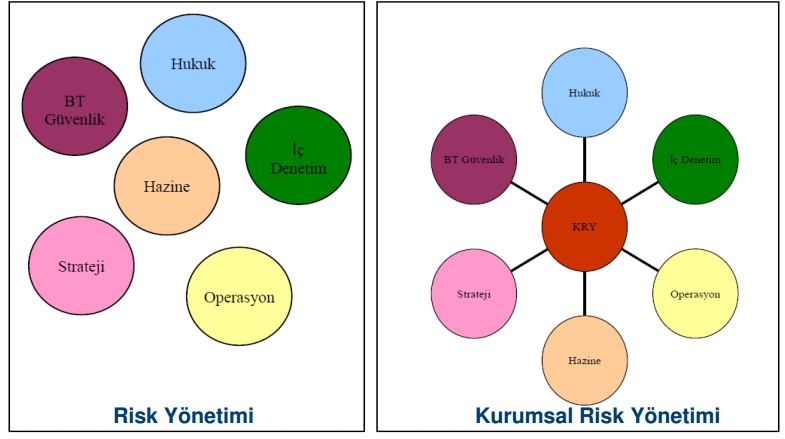 Hukuk
BT
Güvenlik
İç
Denetim
Hazine
Strateji
Operasyon
Risk Yönetimi
Hukuk
BT Güvenlik
İç Denetim
KRY
Strateji
Operasyon
Hazine
Kurumsal Risk Yönetimi